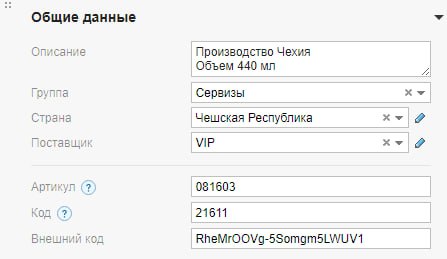 Общие данные
Описание Производство Чехия
Объем 440 мл
Группа Сервизы
Страна Чешская Республика
Поставщик VIP
Артикул ? 081603
Код ? 21611
Внешний код RheMrOOVg-5Somgm5LWUV1